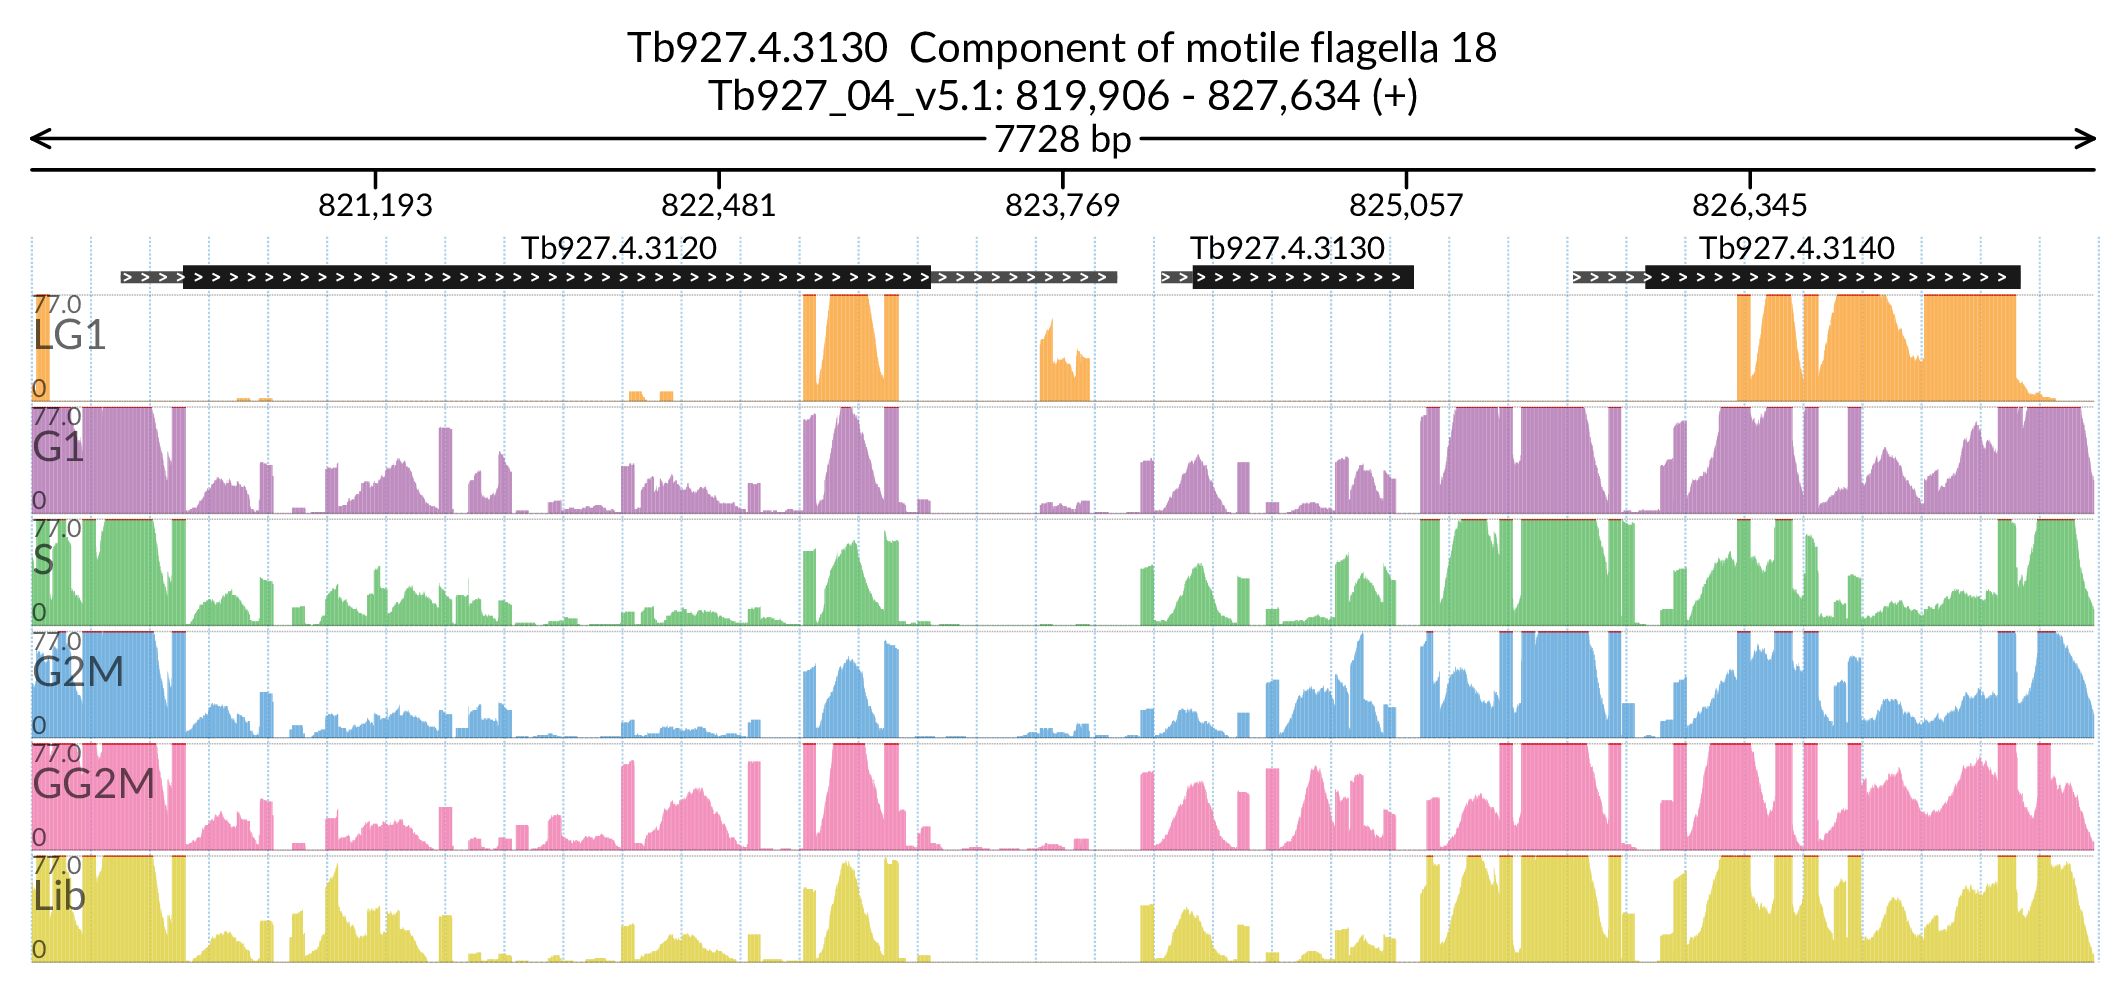 Tb927.4.3130  Component of motile flagella 18
Tb927_04_v5.1: 819,906 - 827,634 (+)
7728 bp
821,193 822,481 823,769 825,057 826,345
Tb927.4.3120 Tb927.4.3130 Tb927.4.3140
77.0
LG1
0
77.0
G1
0
77.0
S
0
77.0
G2M
0
77.0
GG2M
0
77.0
Lib
0